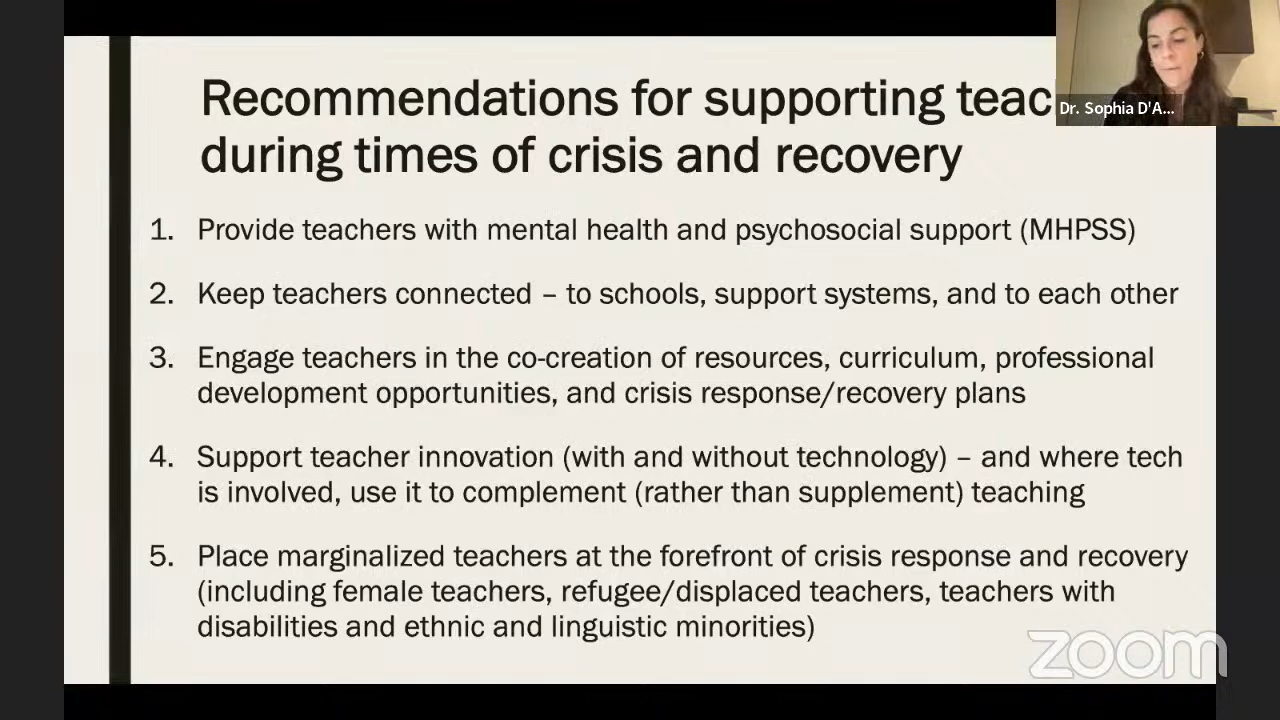 Recommendations for supporting teac
during times of crisis and recovery
Dr. Sophia D'A...
1. Provide teachers with mental health and psychosocial support (MHPSS)
2. Keep teachers connected – to schools, support systems, and to each other
3. Engage teachers in the co-creation of resources, curriculum, professional
development opportunities, and crisis response/recovery plans
4. Support teacher innovation (with and without technology) – and where tech
is involved, use it to complement (rather than supplement) teaching
5. Place marginalized teachers at the forefront of crisis response and recovery
(including female teachers, refugee/displaced teachers, teachers with
disabilities and ethnic and linguistic minorities)
zoom